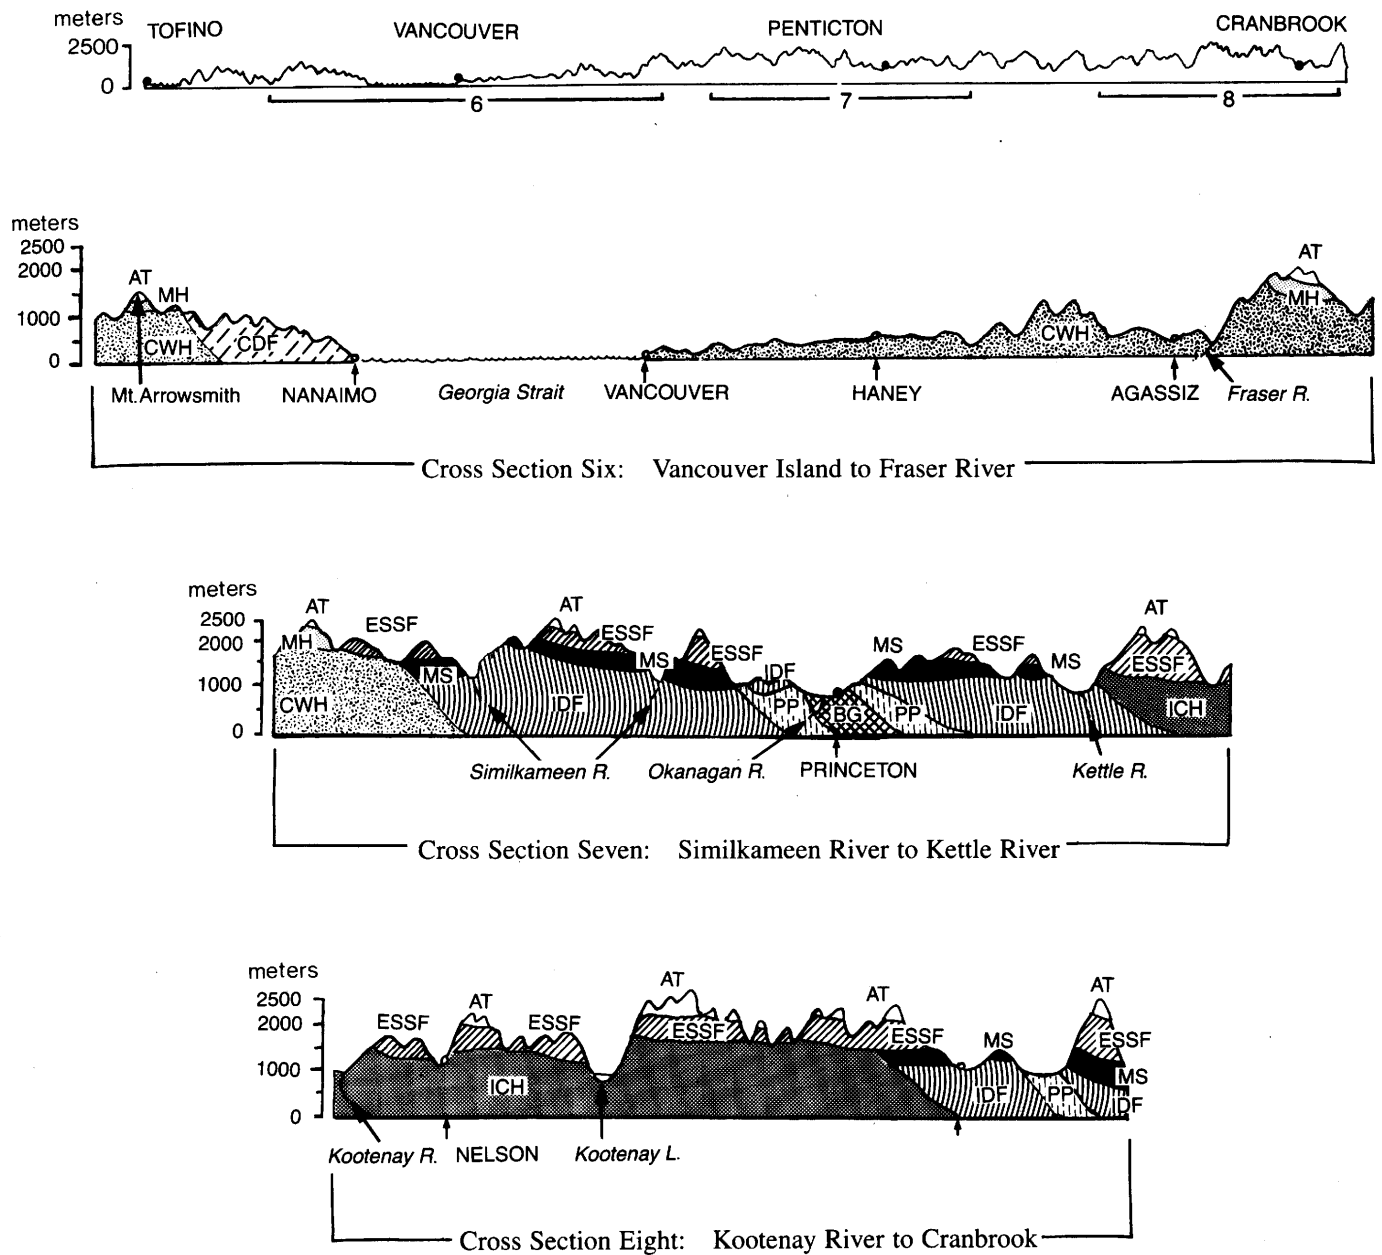 meters
TOFINO VANCOUVER PENTICTON CRANBROOK
2500
0
6 7 8
meters
2500
2000
1000
0
AT
MH
CWH
CDF
CWH
AT
MH
Mt. Arrowsmith NANAIMO Georgia Strait VANCOUVER HANEY AGASSIZ Fraser R.
Cross Section Six: Vancouver Island to Fraser River
meters
2500
2000
1000
0
AT
MH
CWH
ESSF
MS
AT
ESSF
IDF
MS
ESSF
IDF
PP
BG
PP
MS
ESSF
IDF
MS
AT
ESSF
ICH
Similkameen R. Okanagan R. PRINCETON Kettle R.
Cross Section Seven: Similkameen River to Kettle River
meters
2500
2000
1000
0
ESSF
AT
ESSF
ICH
AT
ESSF
AT
ESSF
MS
IDF
PP
AT
ESSF
MS
DF
Kootenay R. NELSON Kootenay L.
Cross Section Eight: Kootenay River to Cranbrook